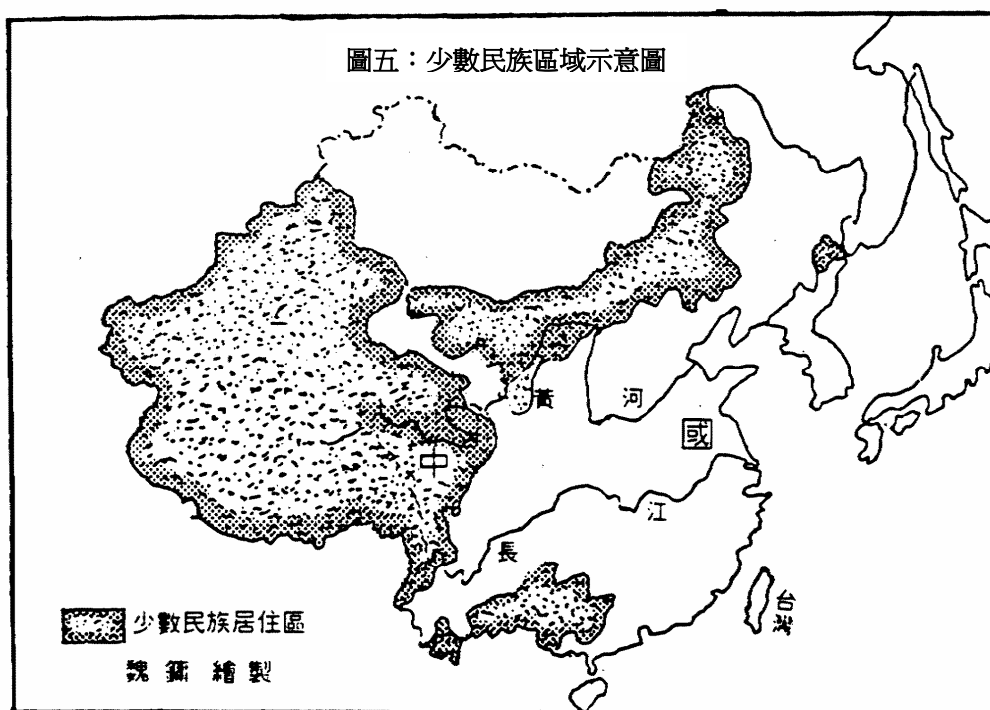 圖五：少數民族區域示意圖
黃 河
中 國
長 江
台灣
少數民族居住區
魏 鏞 繪製